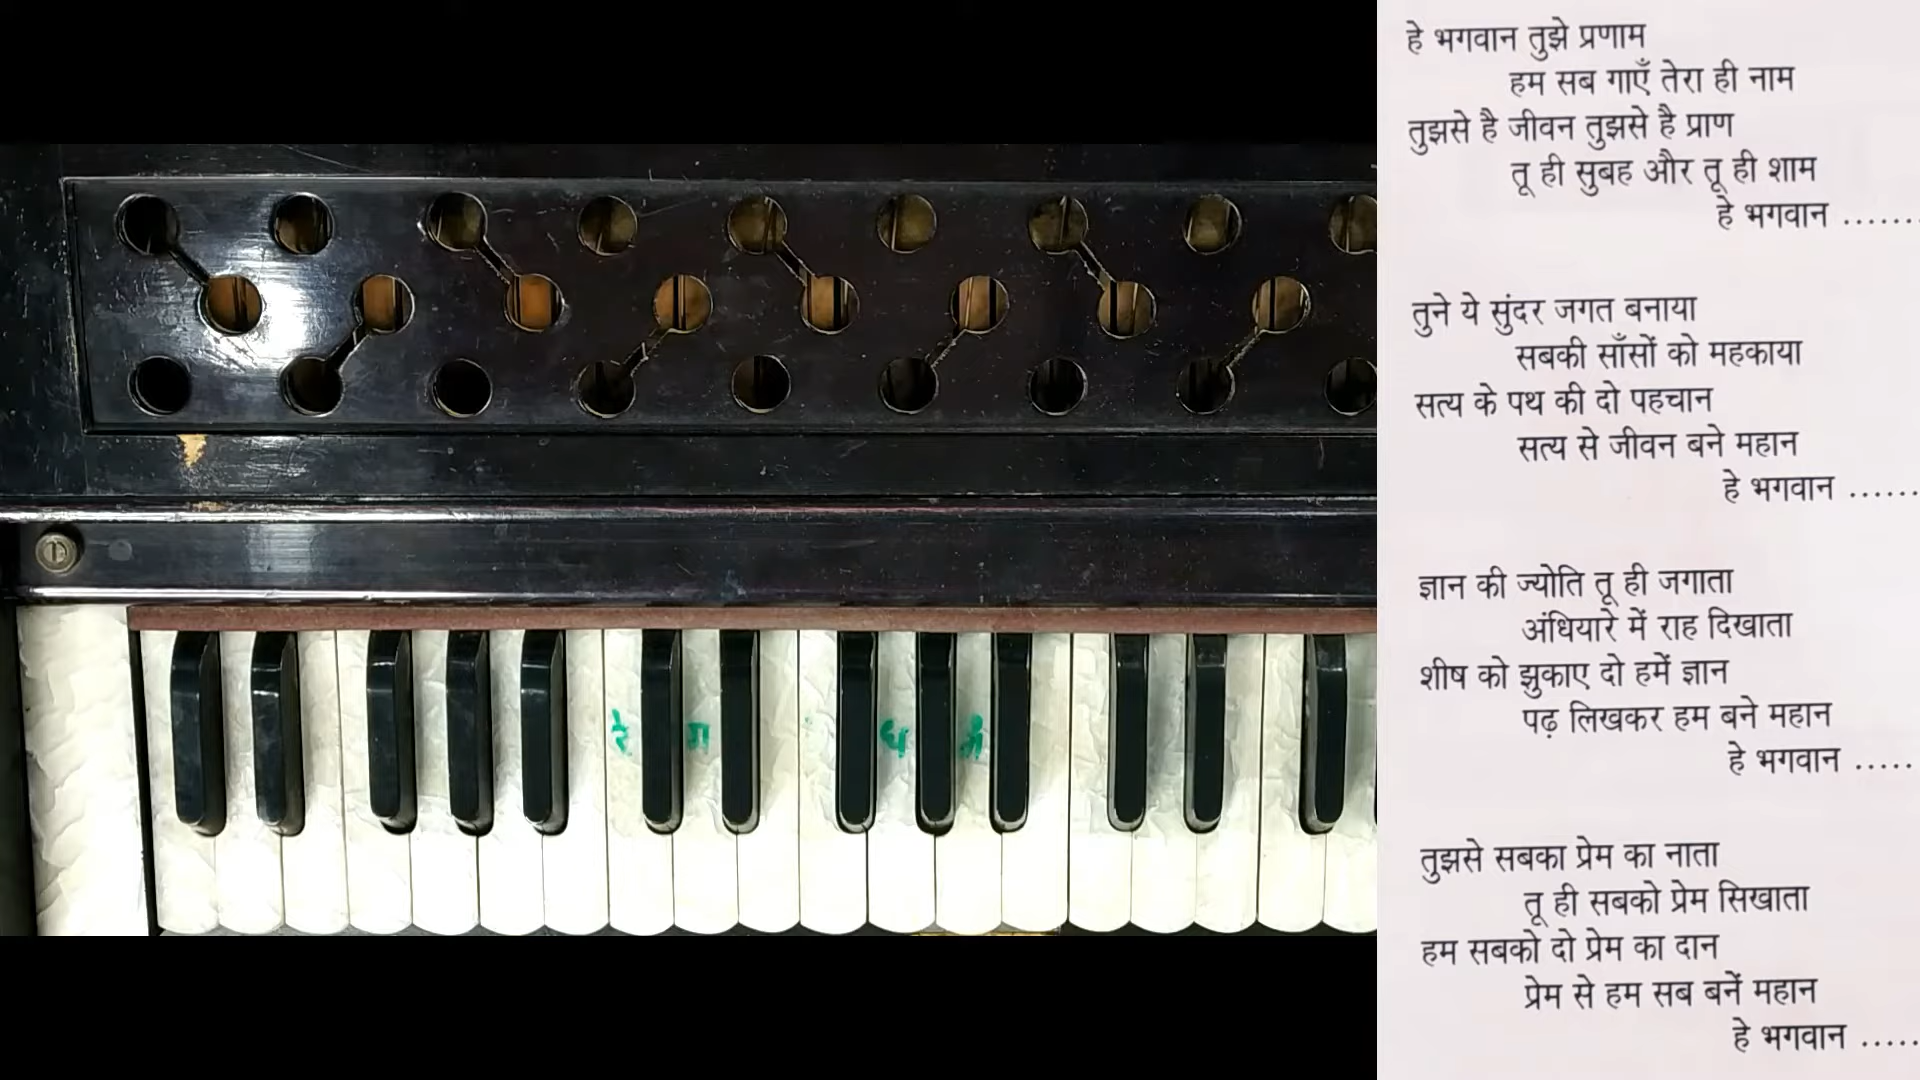 रे
ग
ध
नी
हे भगवान तुझे प्रणाम
हम सब गाएँ तेरा ही नाम
तुझसे है जीवन तुझसे है प्राण
तू ही सुबह और तू ही शाम
हे भगवान .......
तुने ये सुंदर जगत बनाया
सबकी साँसों को महकाया
सत्य के पथ की दो पहचान
सत्य से जीवन बने महान
हे भगवान ......
ज्ञान की ज्योति तू ही जगाता
अंधियारे में राह दिखाता
शीष को झुकाए दो हमें ज्ञान
पढ़ लिखकर हम बने महान
हे भगवान .....
तुझसे सबका प्रेम का नाता
तू ही सबको प्रेम सिखाता
हम सबको दो प्रेम का दान
प्रेम से हम सब बनें महान
हे भगवान .....